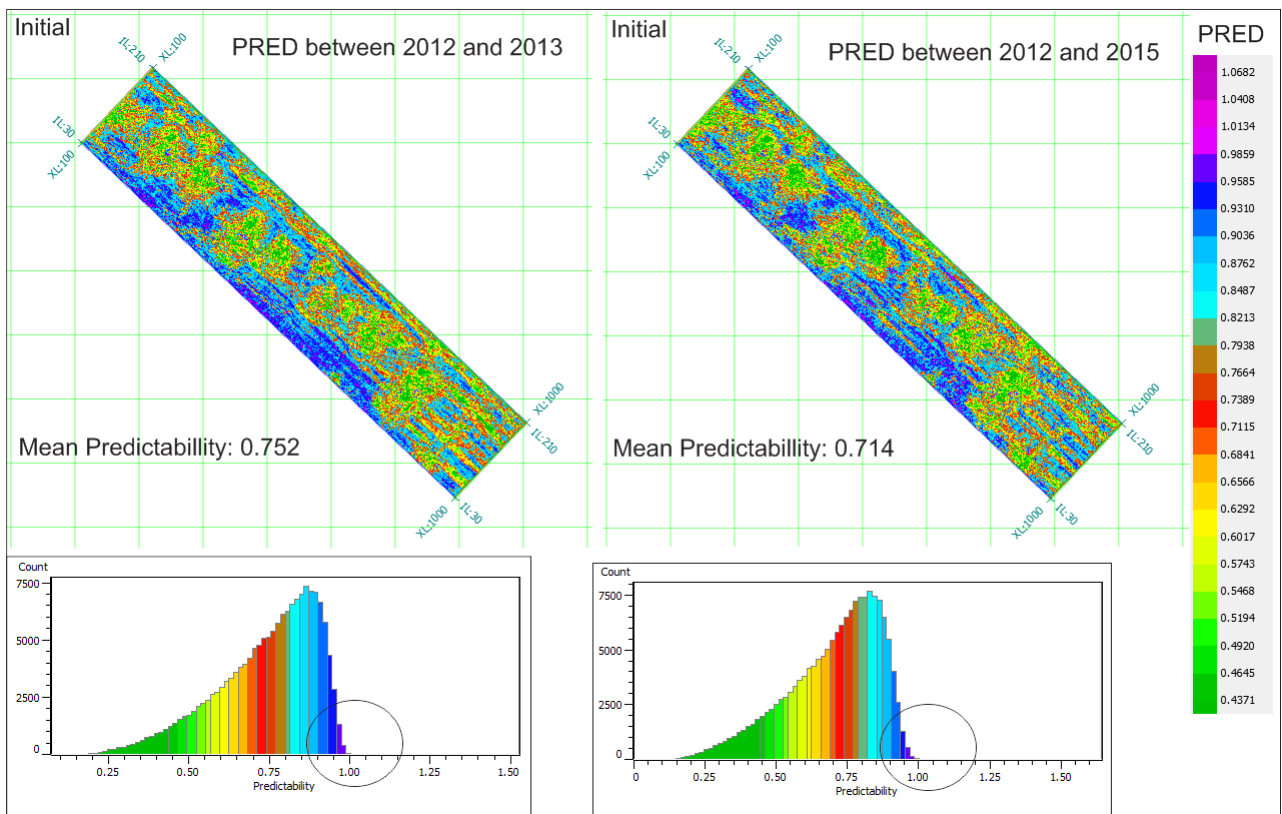 Initial
PRED between 2012 and 2013
IL:210
XL:100
IL:30
XL:100
XL:1000
IL:210
XL:1000
IL:30
Mean Predictabillity: 0.752
Initial
PRED between 2012 and 2015
IL:210
XL:100
IL:30
XL:100
XL:1000
IL:210
XL:1000
IL:30
Mean Predictabillity: 0.714
PRED
1.0682
1.0408
1.0134
0.9859
0.9585
0.9310
0.9036
0.8762
0.8487
0.8213
0.7938
0.7664
0.7389
0.7115
0.6841
0.6566
0.6292
0.6017
0.5743
0.5468
0.5194
0.4920
0.4645
0.4371
Count
7500
5000
2500
0
0.25 0.50 0.75 1.00 1.25 1.50
Predictability
Count
7500
5000
2500
0
0 0.25 0.50 0.75 1.00 1.25 1.50
Predictability